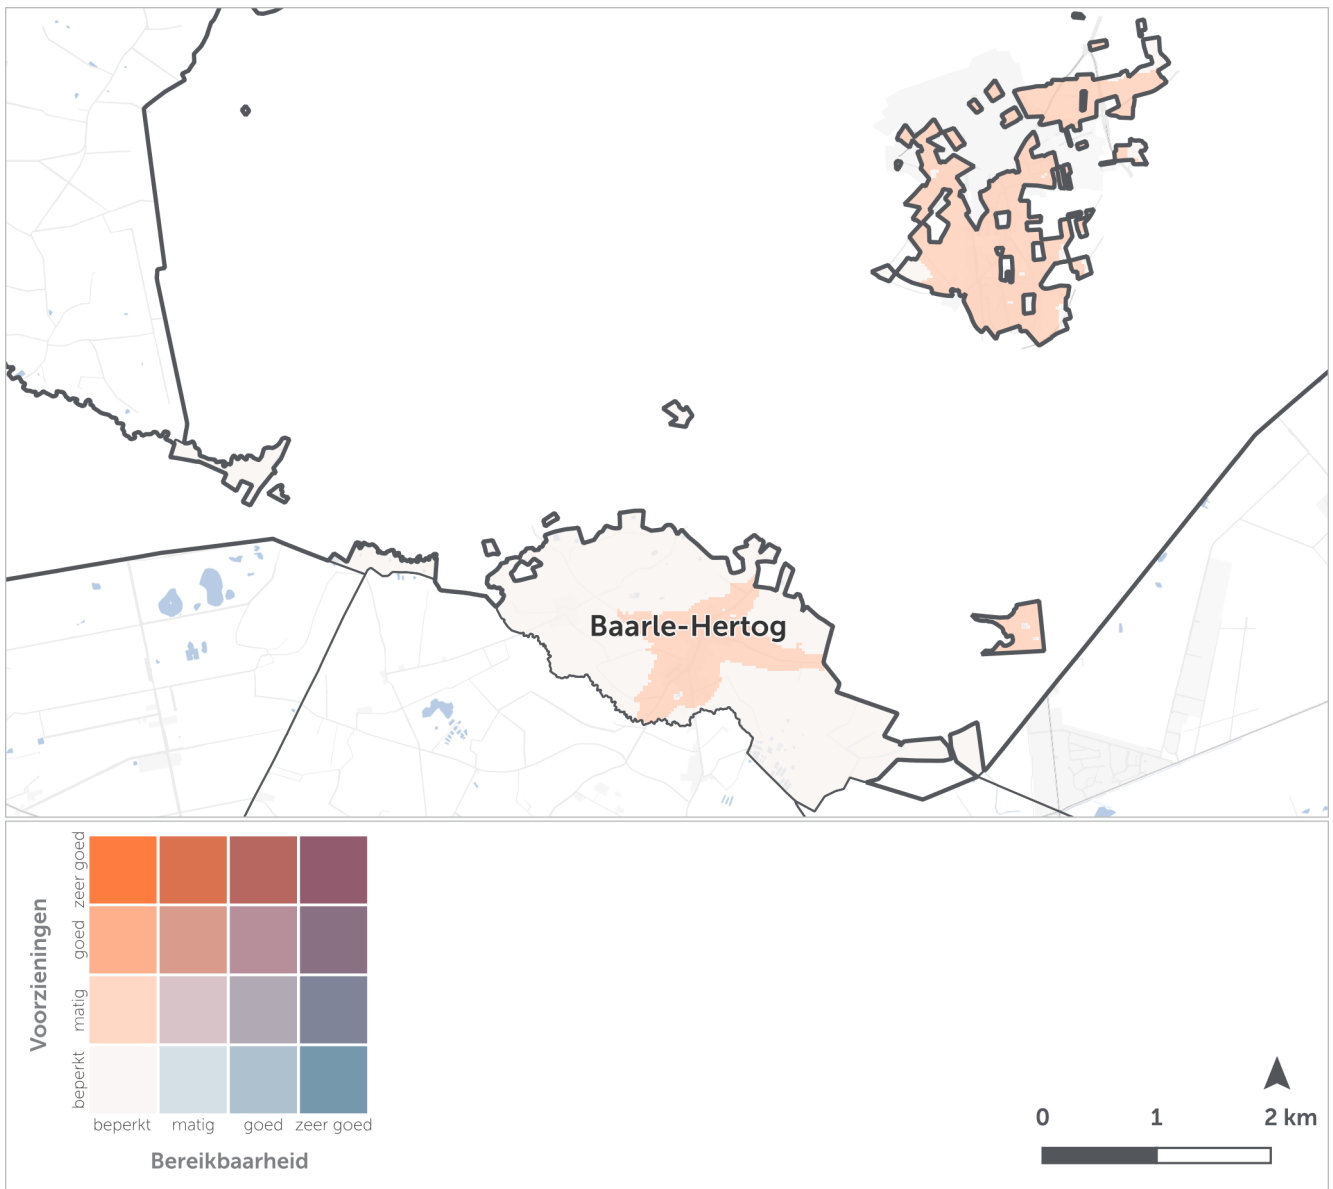 Baarle-Hertog
Voorzieningen
zeer goed
goed
matig
beperkt
beperkt matig goed zeer goed
Bereikbaarheid
0 1 2 km